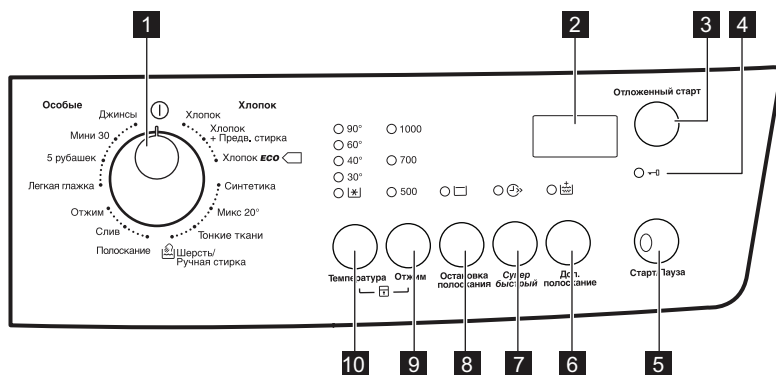 1
2
3
4
Особые
Хлопок
Отложенный старт
Джинсы
Мини 30
5 рубашек
Легкая глажка
Отжим
Слив
Полоскание
Хлопок
Хлопок
+ Предв. стирка
Хлопок ECO
Синтетика
Микс 20°
Тонкие ткани
Шерсть/
Ручная стирка
90°
60°
40°
30°
1000
700
500
Температура
Отжим
Остановка
полоскания
Супер
быстрый
Доп.
полоскание
Старт/Пауза
10
9
8
7
6
5